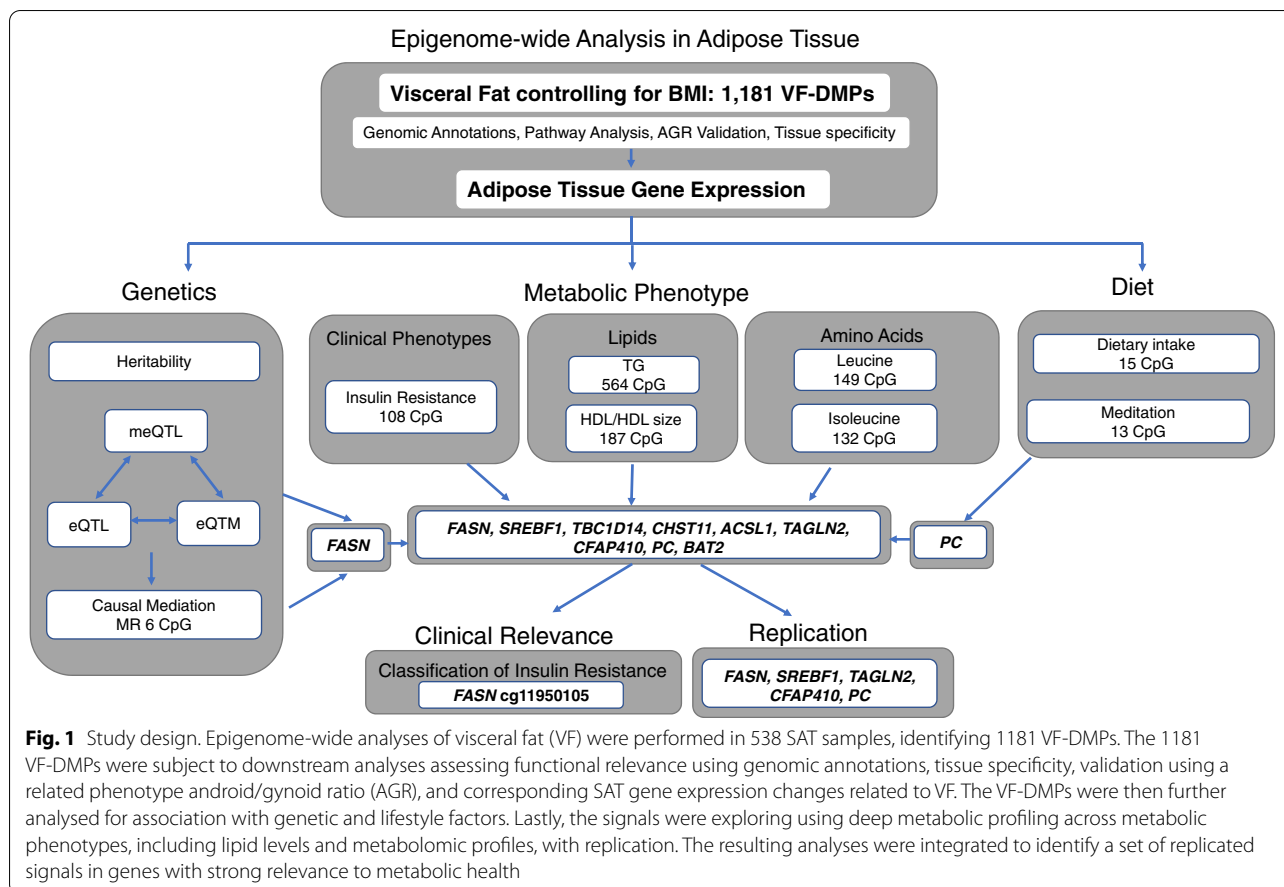 Epigenome-wide Analysis in Adipose Tissue
Visceral Fat controlling for BMI: 1,181 VF-DMPs
Genomic Annotations, Pathway Analysis, AGR Validation, Tissue specificity
Adipose Tissue Gene Expression
Genetics
Heritability
meQTL
eQTL
eQTM
Causal Mediation
MR 6 CpG
FASN
Metabolic Phenotype
Clinical Phenotypes
Insulin Resistance
108 CpG
Lipids
TG
564 CpG
HDL/HDL size
187 CpG
Amino Acids
Leucine
149 CpG
Isoleucine
132 CpG
Diet
Dietary intake
15 CpG
Meditation
13 CpG
FASN, SREBF1, TBC1D14, CHST11, ACSL1, TAGLN2,
CFAP410, PC, BAT2
PC
Clinical Relevance
Classification of Insulin Resistance
FASN cg11950105
Replication
FASN, SREBF1, TAGLN2,
CFAP410, PC
Fig. 1 Study design. Epigenome-wide analyses of visceral fat (VF) were performed in 538 SAT samples, identifying 1181 VF-DMPs. The 1181
VF-DMPs were subject to downstream analyses assessing functional relevance using genomic annotations, tissue specificity, validation using a
related phenotype android/gynoid ratio (AGR), and corresponding SAT gene expression changes related to VF. The VF-DMPs were then further
analysed for association with genetic and lifestyle factors. Lastly, the signals were exploring using deep metabolic profiling across metabolic
phenotypes, including lipid levels and metabolomic profiles, with replication. The resulting analyses were integrated to identify a set of replicated
signals in genes with strong relevance to metabolic health